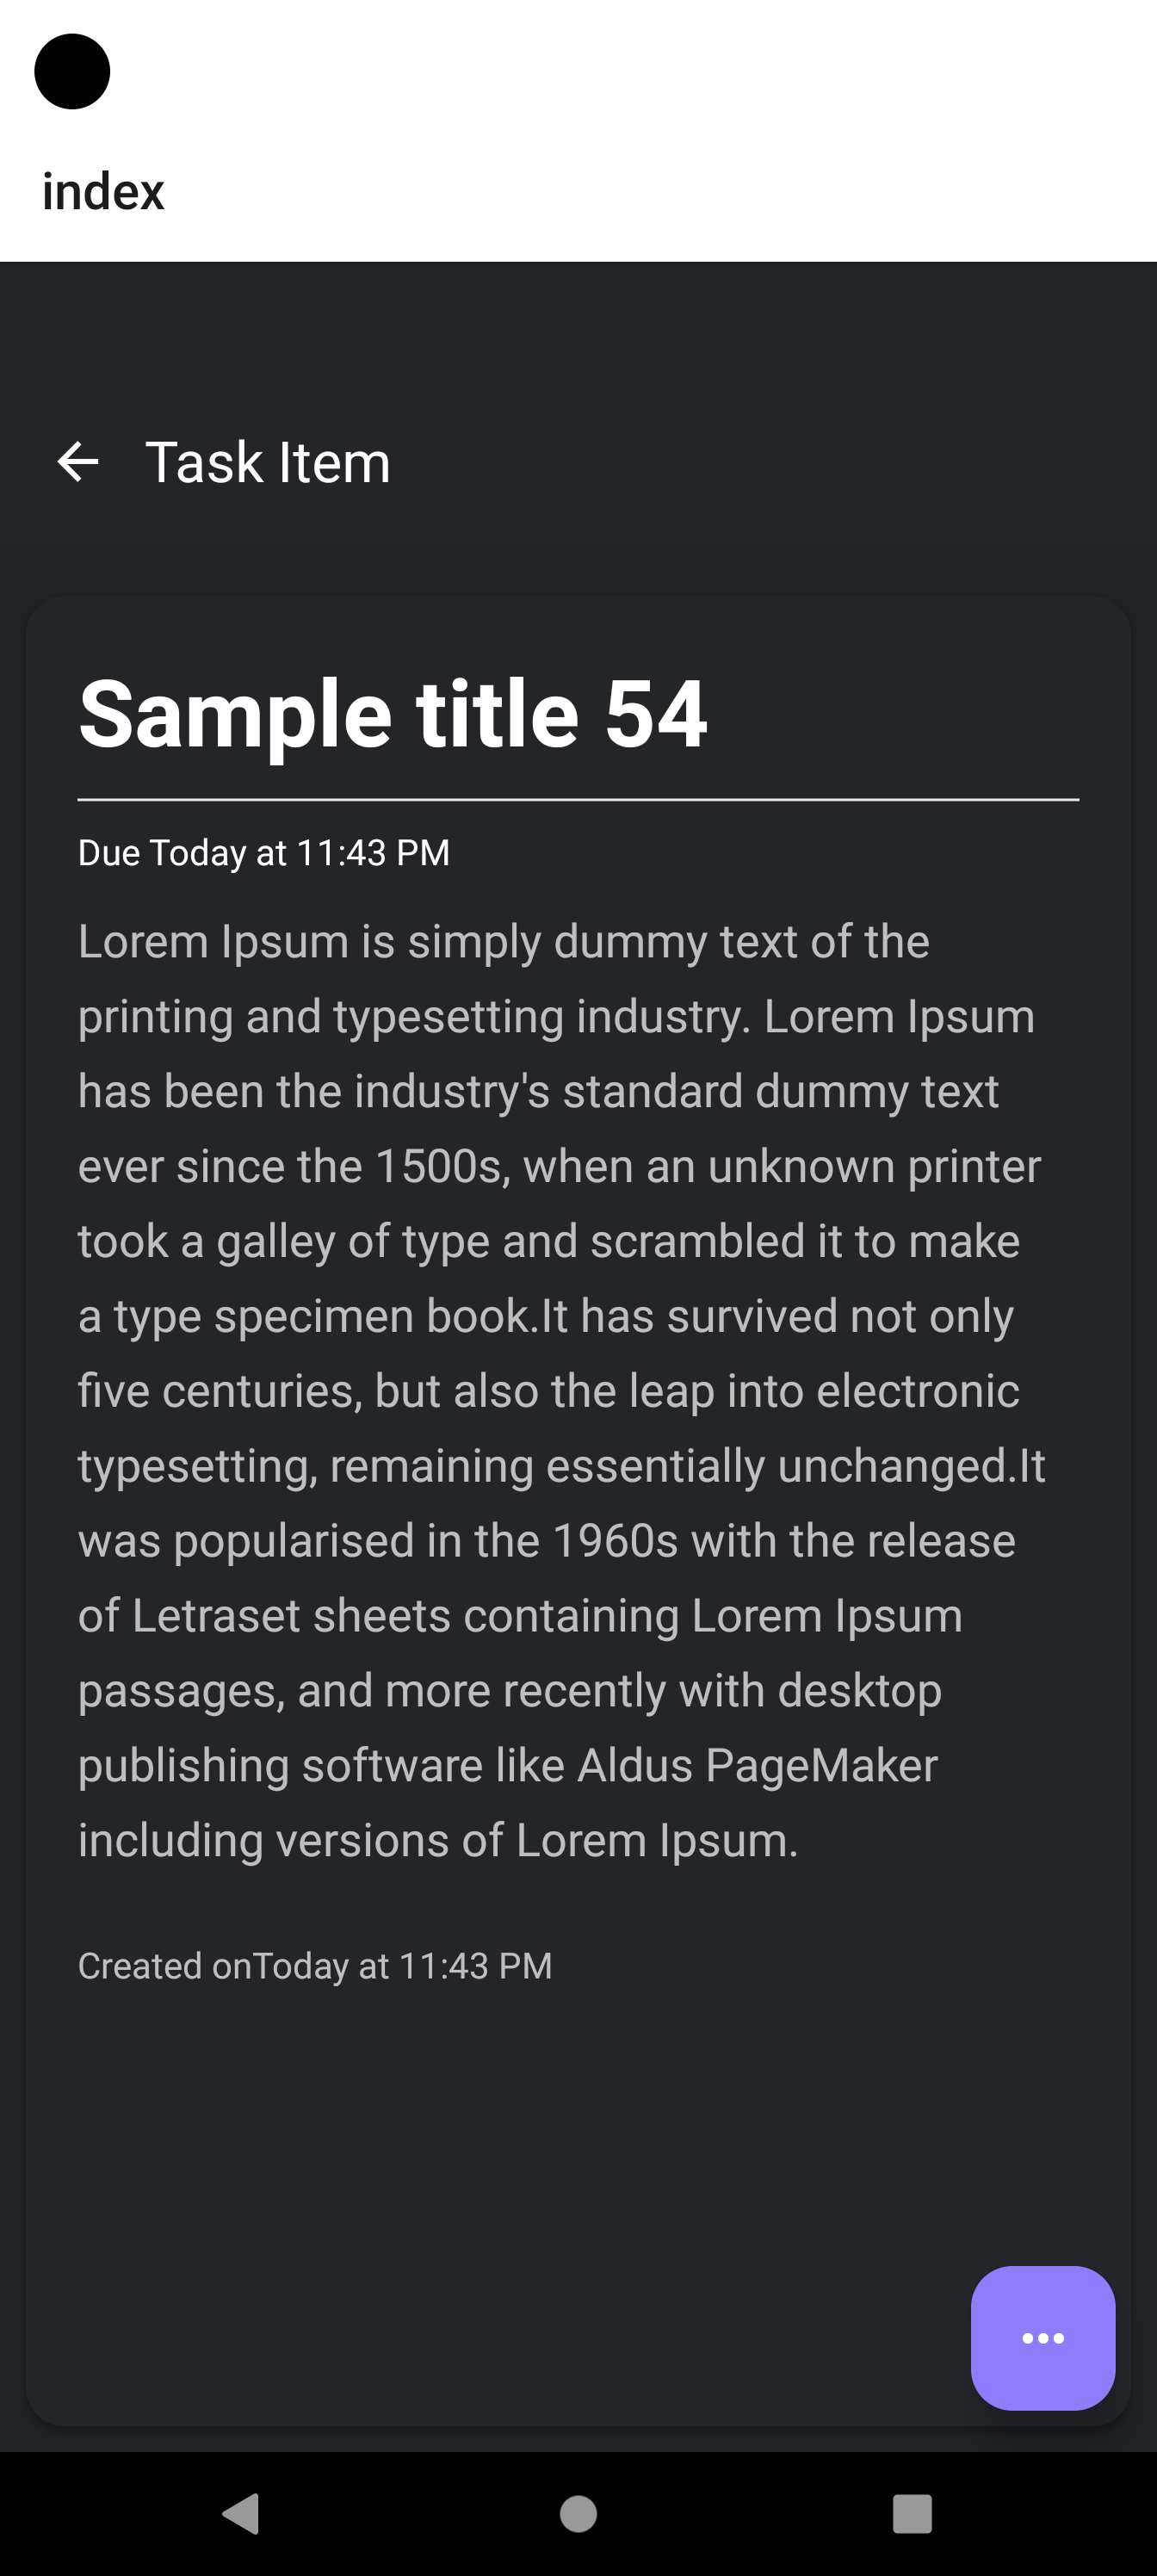 index
Task Item
Sample title 54
Due Today at 11:43 PM
Lorem Ipsum is simply dummy text of the
printing and typesetting industry. Lorem Ipsum
has been the industry's standard dummy text
ever since the 1500s, when an unknown printer
took a galley of type and scrambled it to make
a type specimen book.It has survived not only
five centuries, but also the leap into electronic
typesetting, remaining essentially unchanged.It
was popularised in the 1960s with the release
of Letraset sheets containing Lorem Ipsum
passages, and more recently with desktop
publishing software like Aldus PageMaker
including versions of Lorem Ipsum.
Created onToday at 11:43 PM